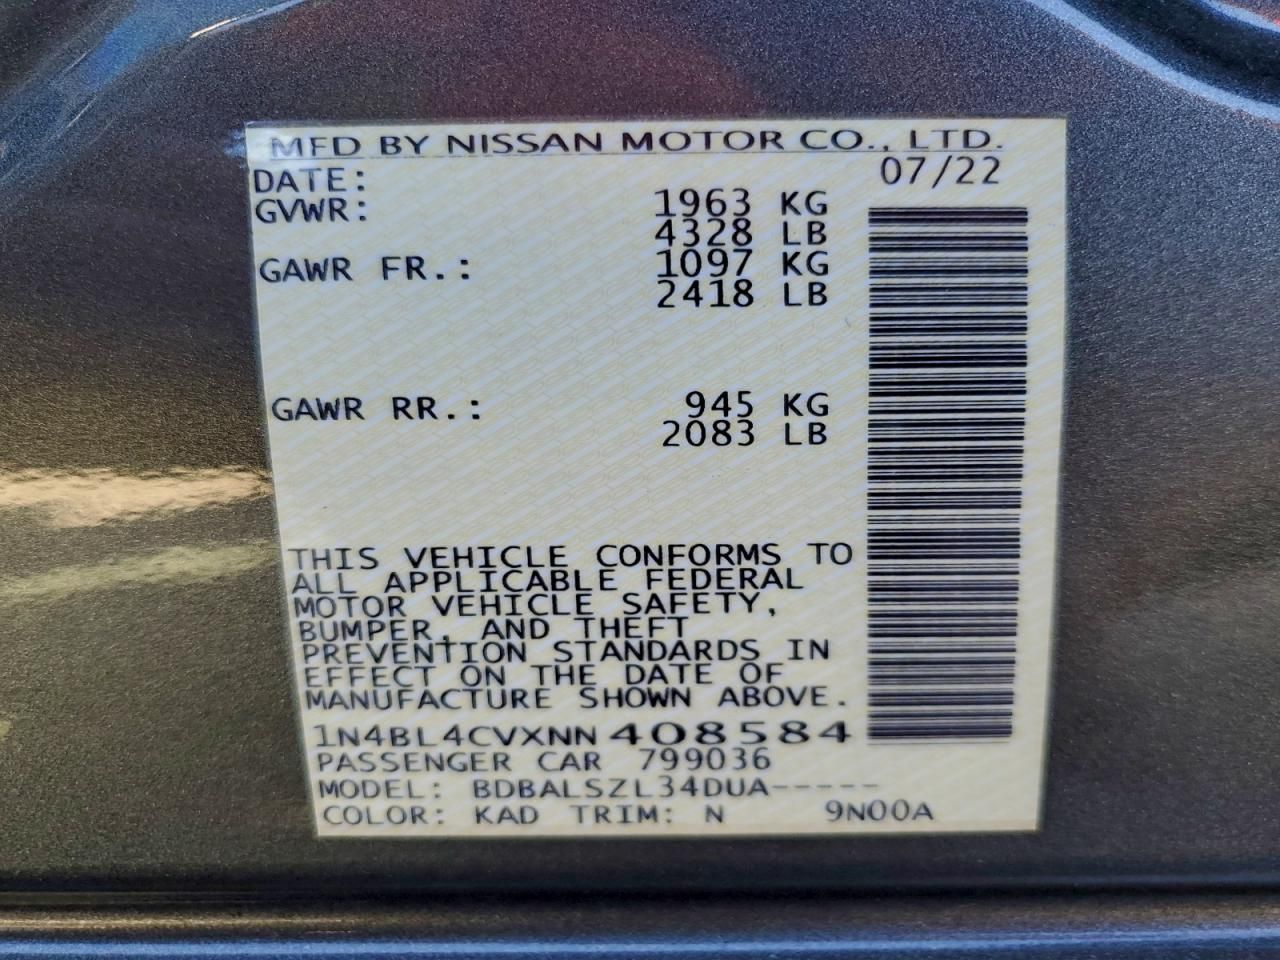 MFD BY NISSAN MOTOR CO., LTD.
DATE: 07/22
GVWR: 1963 KG
4328 LB
GAWR FR.: 1097 KG
2418 LB
GAWR RR.: 945 KG
2083 LB
THIS VEHICLE CONFORMS TO
ALL APPLICABLE FEDERAL
MOTOR VEHICLE SAFETY,
BUMPER, AND THEFT
PREVENTION STANDARDS IN
EFFECT ON THE DATE OF
MANUFACTURE SHOWN ABOVE.
1N4BL4CVXNN408584
PASSENGER CAR 799036
MODEL: BDBALSZL34DUA-----
COLOR: KAD TRIM: N 9N00A